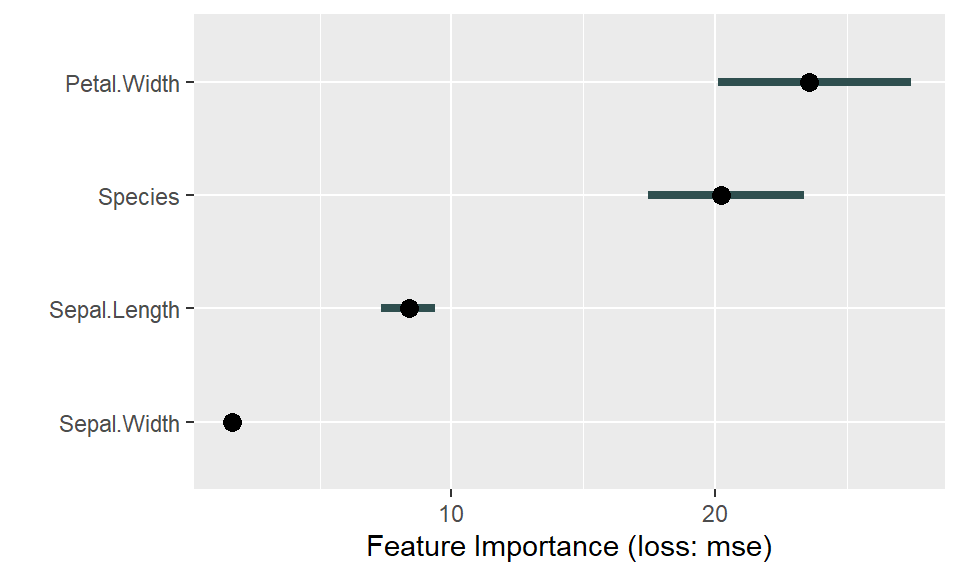 Petal.Width
Species
Sepal.Length
Sepal.Width
10 20
Feature Importance (loss: mse)